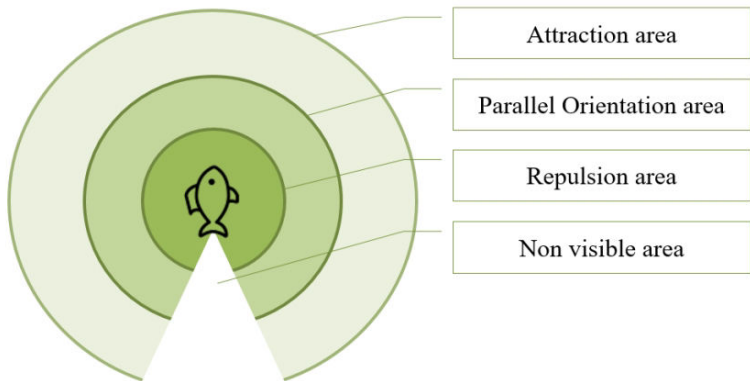 Attraction area
Parallel Orientation area
Repulsion area
Non visible area